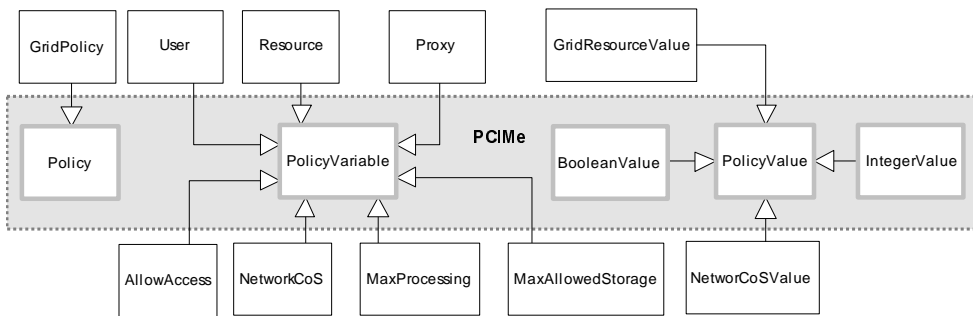 GridPolicy
User
Resource
Proxy
GridResourceValue
PCIMe
Policy
PolicyVariable
BooleanValue
PolicyValue
IntegerValue
AllowAccess
NetworkCoS
MaxProcessing
MaxAllowedStorage
NetworCoSValue